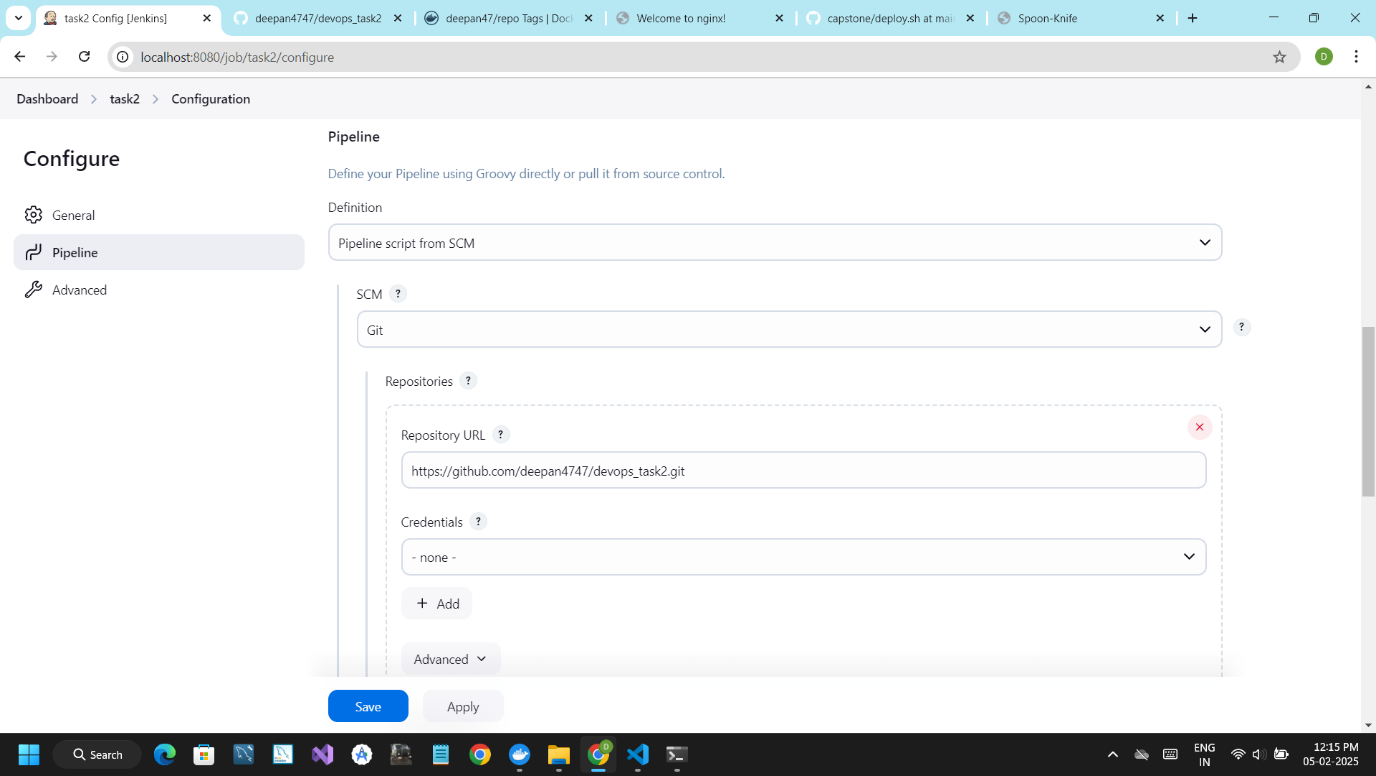 task2 Config [Jenkins]
deepan4747/devops_task2
deepan47/repo Tags | Dock
Welcome to nginx!
capstone/deploy.sh at mai
Spoon-Knife
localhost:8080/job/task2/configure
D
Dashboard
task2
Configuration
Configure
General
Pipeline
Advanced
Pipeline
Define your Pipeline using Groovy directly or pull it from source control.
Definition
Pipeline script from SCM
SCM ?
Git
?
Repositories ?
Repository URL ?
https://github.com/deepan4747/devops_task2.git
Credentials ?
- none -
+ Add
Advanced
Save
Apply
Search
D
ENG
IN
12:15 PM
05-02-2025